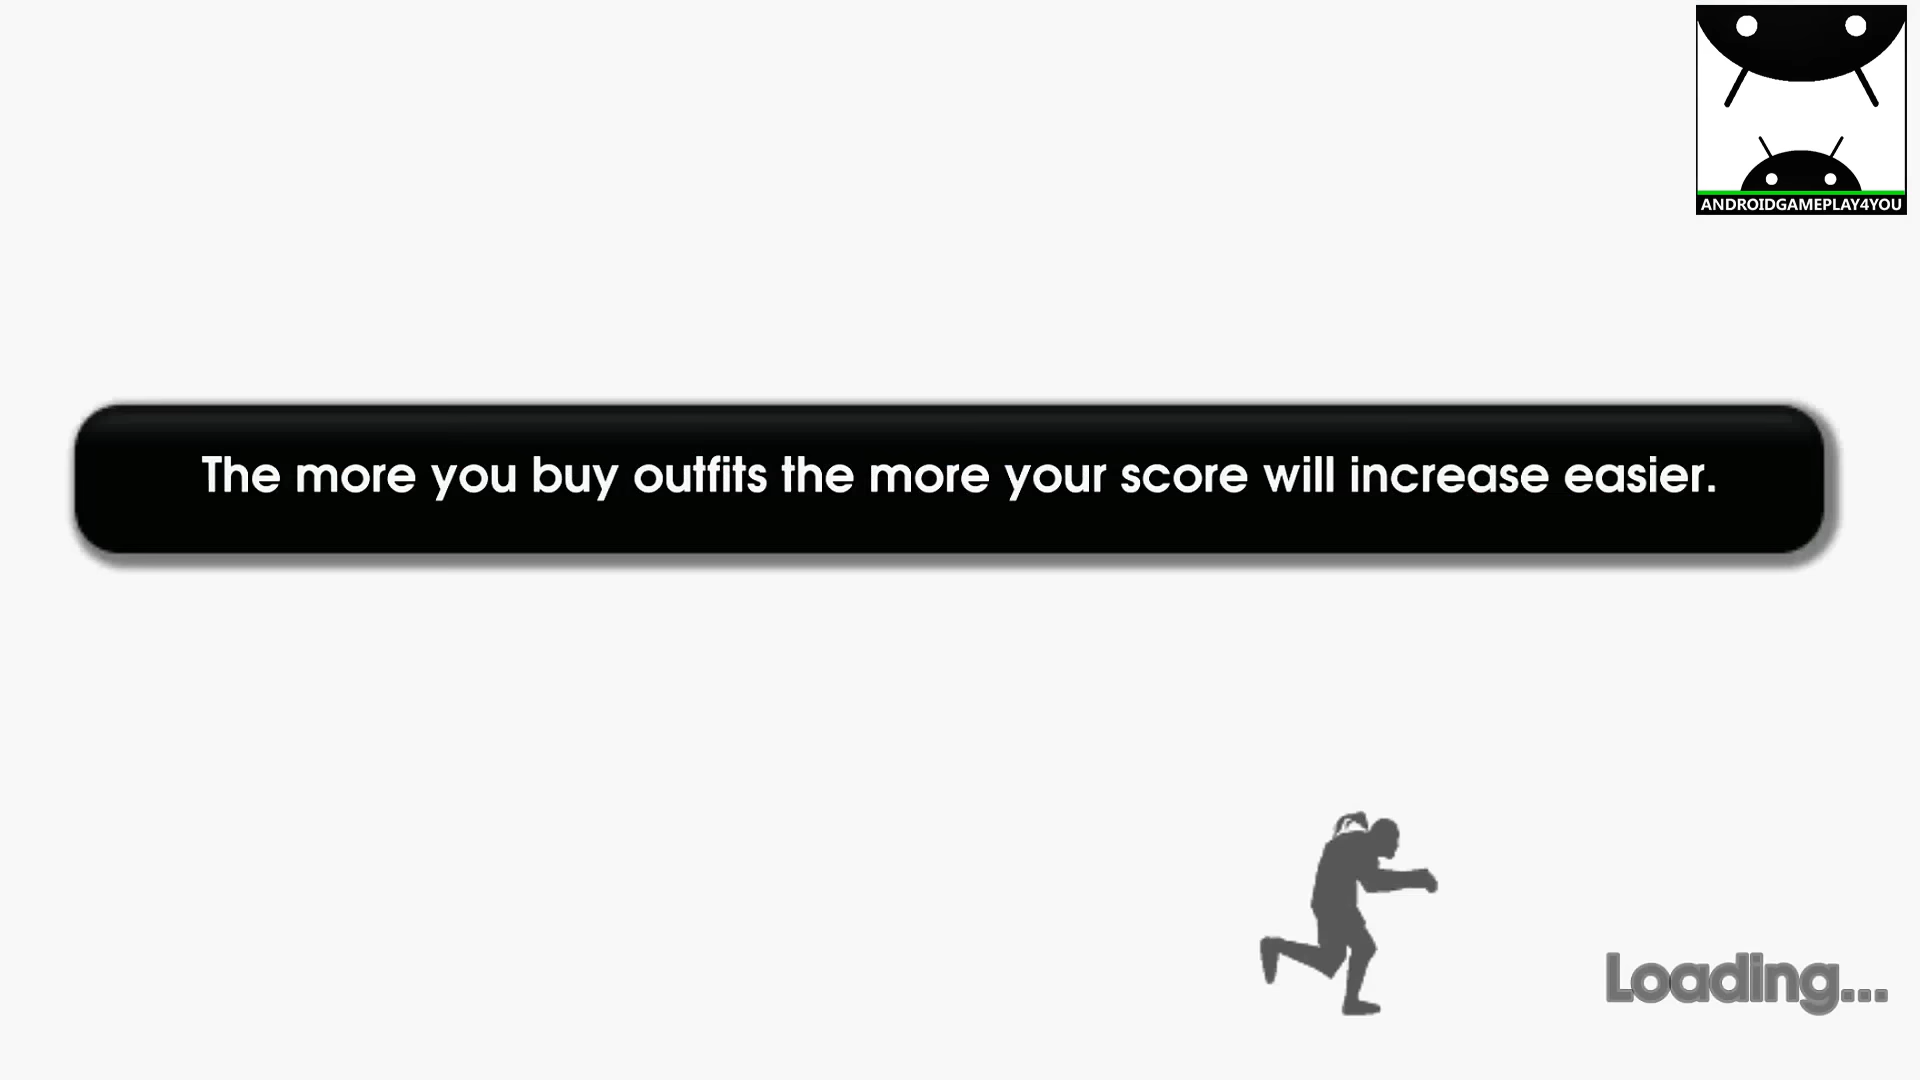 ANDROIDGAMEPLAY4YOU
The more you buy outfits the more your score will increase easier.
Loading...